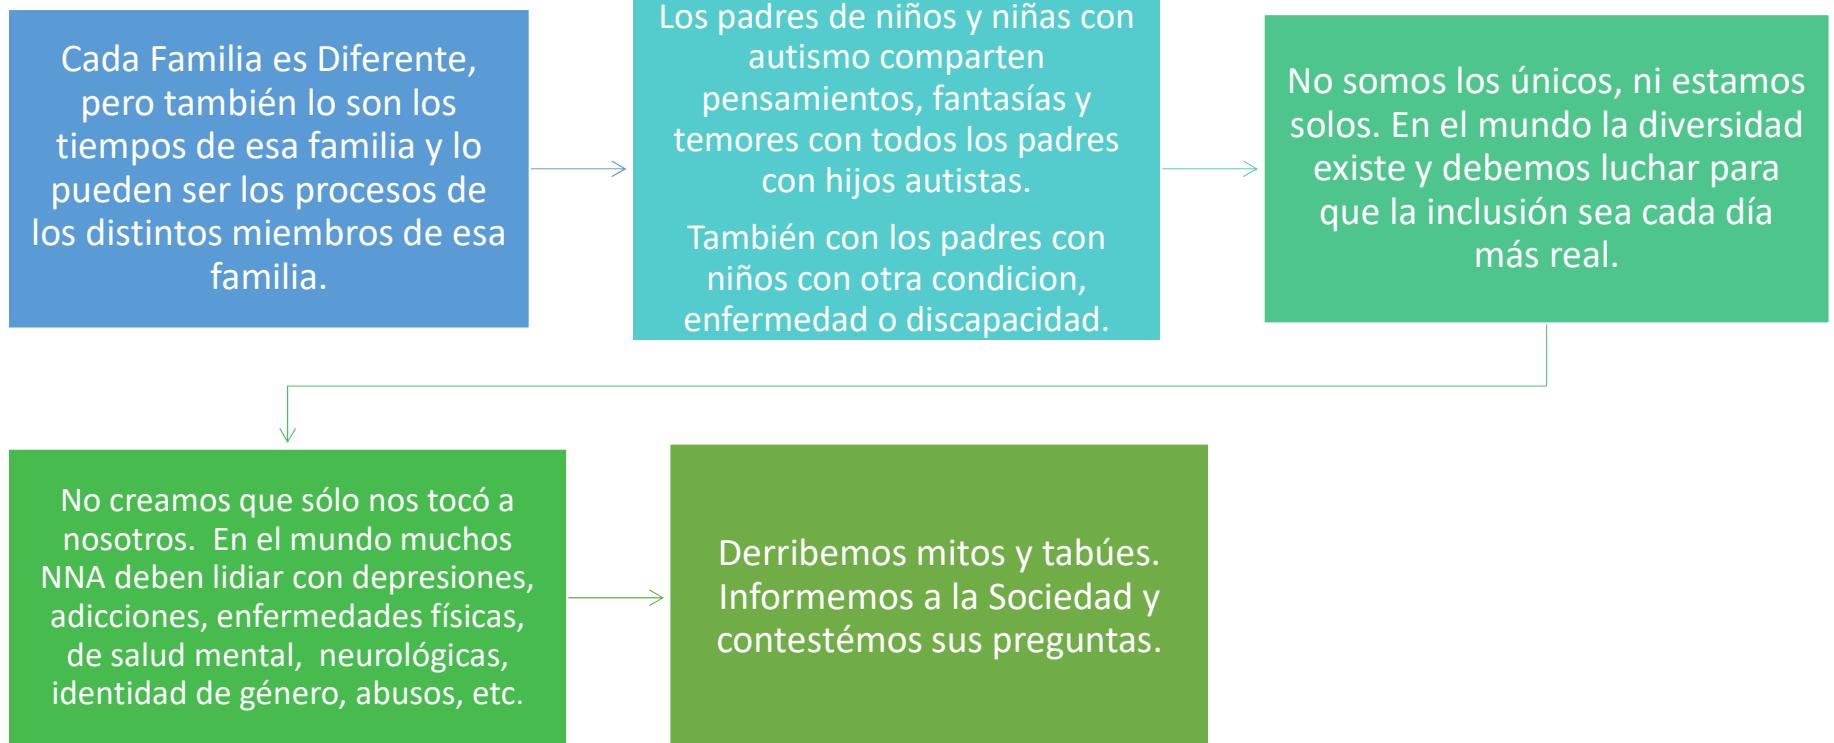 Cada Familia es Diferente,
pero también lo son los
tiempos de esa familia y lo
pueden ser los procesos de
los distintos miembros de esa
familia.
Los padres de niños y niñas con
autismo comparten
pensamientos, fantasías y
temores con todos los padres
con hijos autistas.
También con los padres con
niños con otra condicion,
enfermedad o discapacidad.
No somos los únicos, ni estamos
solos. En el mundo la diversidad
existe y debemos luchar para
que la inclusión sea cada día
más real.
No creamos que sólo nos tocó a
nosotros.  En el mundo muchos
NNA deben lidiar con depresiones,
adicciones, enfermedades físicas,
de salud mental,  neurológicas,
identidad de género, abusos, etc.
Derribemos mitos y tabúes.
Informemos a la Sociedad y
contestémos sus preguntas.